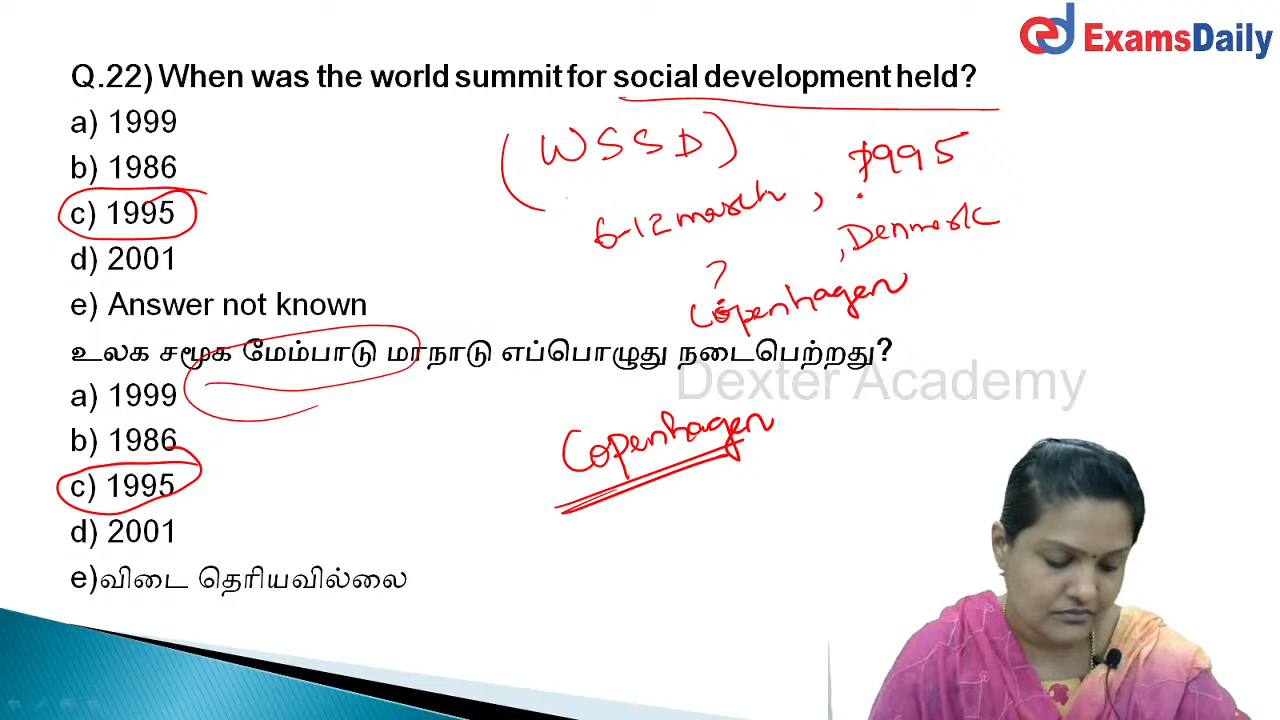 ExamsDaily
Q.22) When was the world summit for social development held?
a) 1999
b) 1986
c) 1995
d) 2001
e) Answer not known
(WSSD)
6-12 march, 1995
, Denmark
?
Copenhagen
உலக சமூக மேம்பாடு மாநாடு எப்பொழுது நடைபெற்றது?
a) 1999
b) 1986
c) 1995
d) 2001
e)விடை தெரியவில்லை
Dexter Academy
Copenhagen